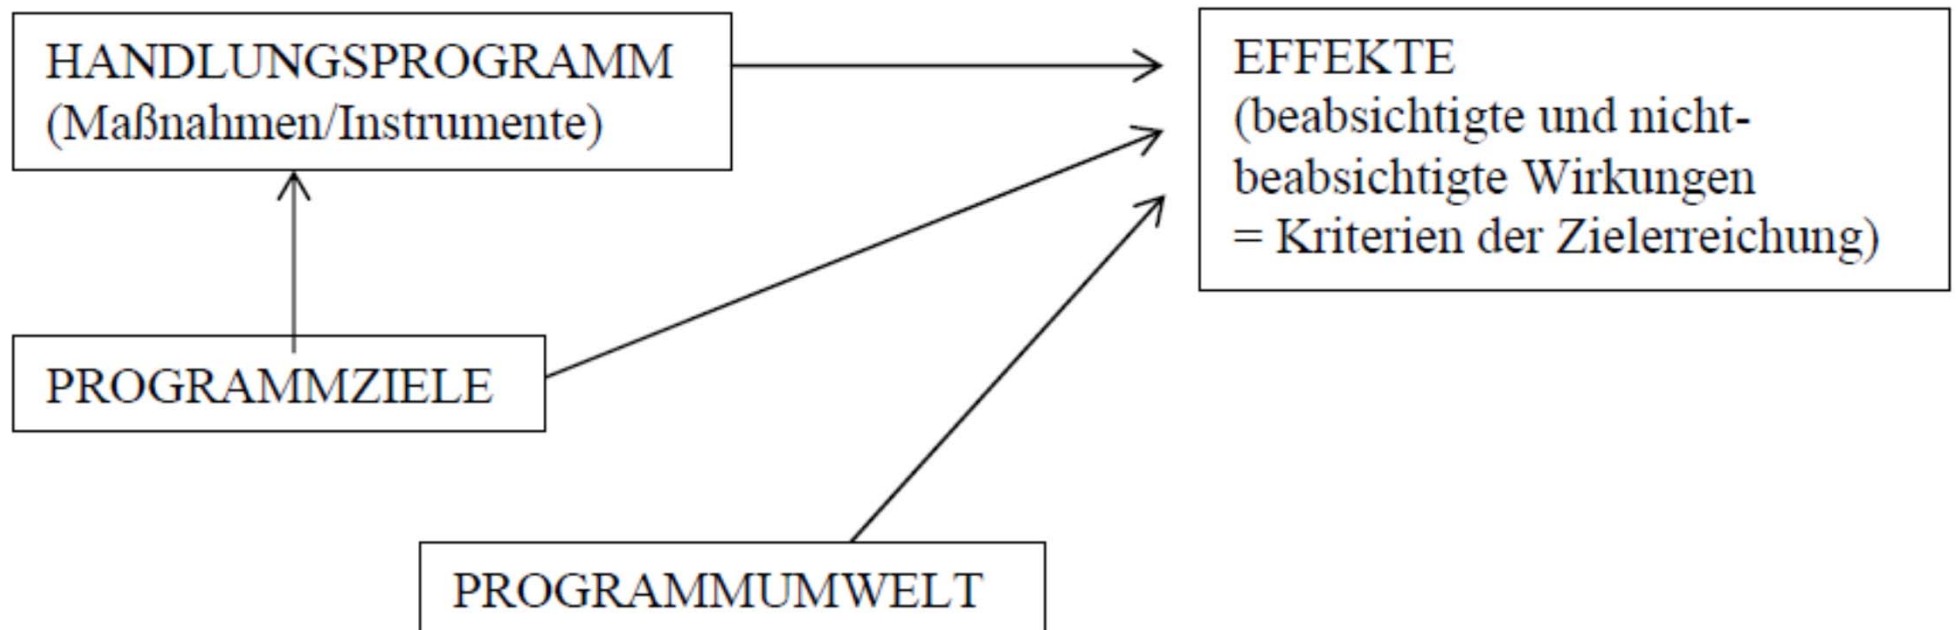 HANDLUNGSPROGRAMM
(Maßnahmen/Instrumente)
EFFEKTE
(beabsichtigte und nicht-
beabsichtigte Wirkungen
= Kriterien der Zielerreichung)
PROGRAMMZIELE
PROGRAMMUMWELT